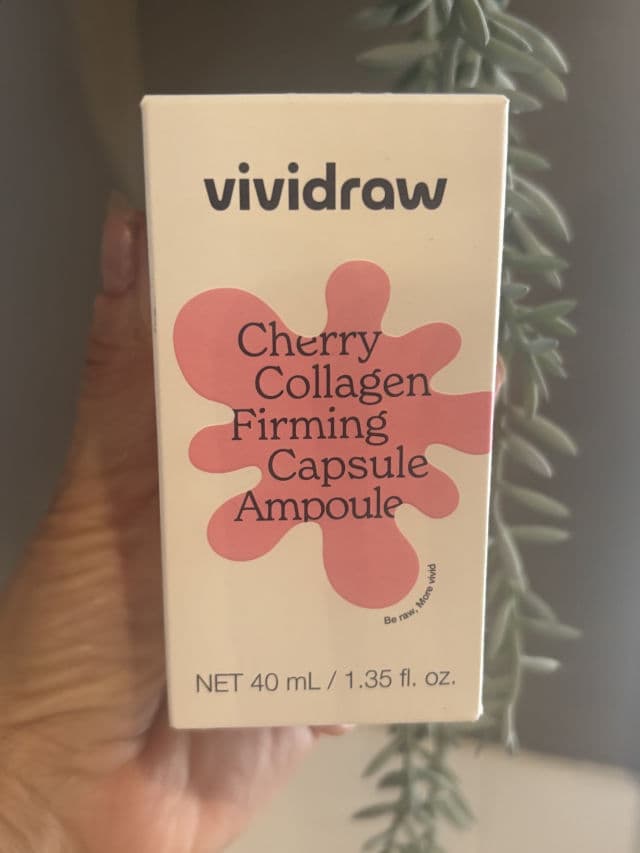 vividraw
Cherry
Collagen
Firming
Capsule
Ampoule
Be raw, More vivid
NET 40 mL / 1.35 fl. oz.